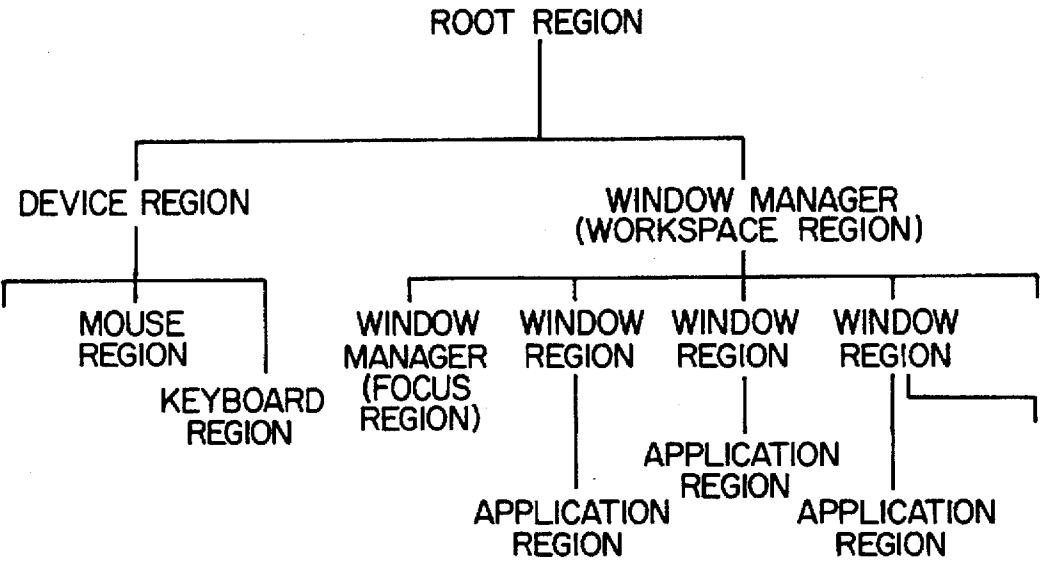 ROOT REGION
DEVICE REGION
WINDOW MANAGER
(WORKSPACE REGION)
MOUSE
REGION
KEYBOARD
REGION
WINDOW
MANAGER
(FOCUS
REGION)
WINDOW
REGION
APPLICATION
REGION
WINDOW
REGION
APPLICATION
REGION
WINDOW
REGION
APPLICATION
REGION